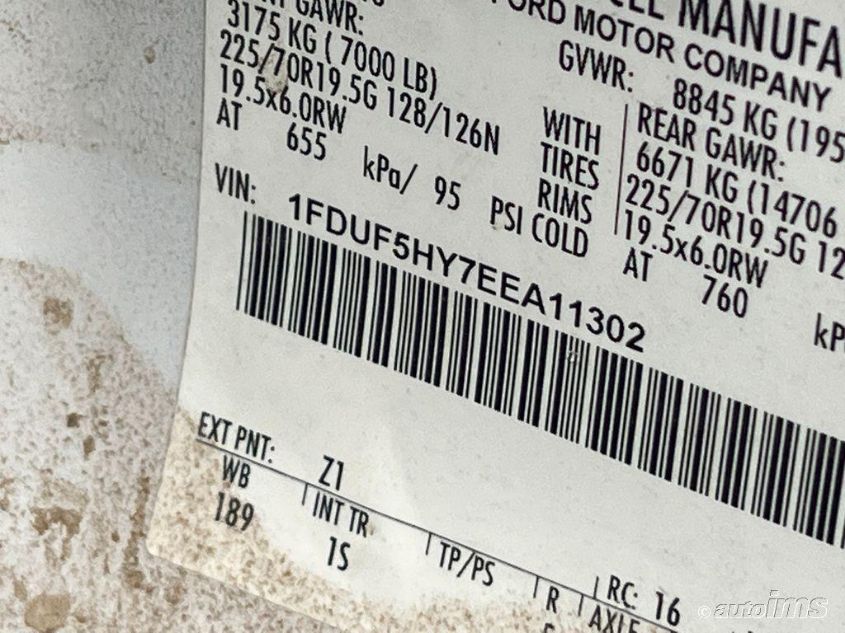 MANUFA
FORD MOTOR COMPANY
GAWR: GVWR: 8845 KG (195
3175 KG ( 7000 LB) REAR GAWR:
225/70R19.5G 128/126N WITH 6671 KG (14706
19.5x6.0RW TIRES 225/70R19.5G 12
AT 655 kPa/ 95 RIMS 19.5x6.0RW
PSI COLD AT 760 kP
VIN: 1FDUF5HY7EEA11302
EXT PNT: Z1
WB INT TR TP/PS R AXLE RC: 16
189 1S
autoims